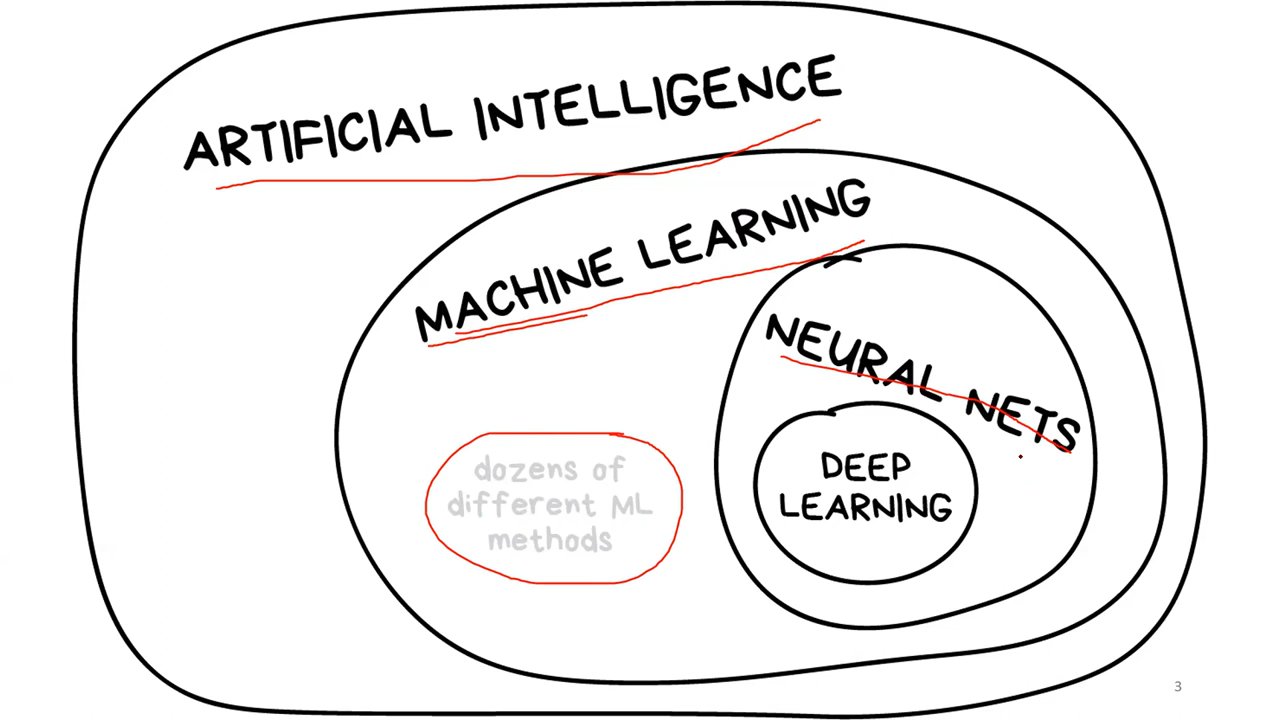 ARTIFICIAL INTELLIGENCE
MACHINE LEARNING
NEURAL NETS
DEEP
LEARNING
dozens of
different ML
methods
3